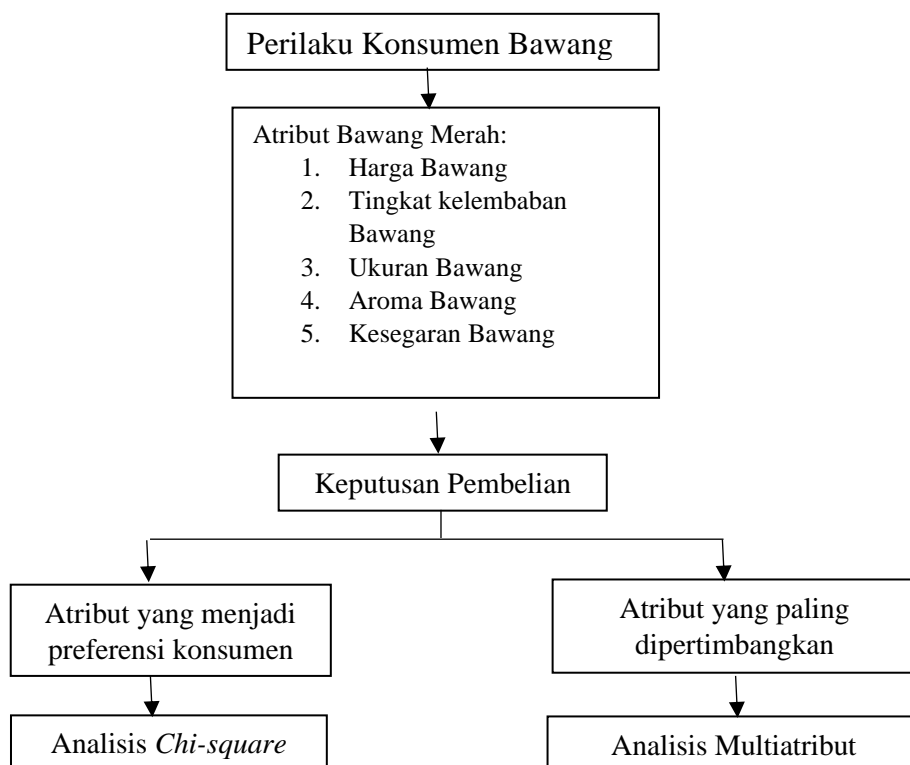 Perilaku Konsumen Bawang
Atribut Bawang Merah:
1. Harga Bawang
2. Tingkat kelembaban
Bawang
3. Ukuran Bawang
4. Aroma Bawang
5. Kesegaran Bawang
Keputusan Pembelian
Atribut yang menjadi
preferensi konsumen
Atribut yang paling
dipertimbangkan
Analisis Chi-square
Analisis Multiatribut